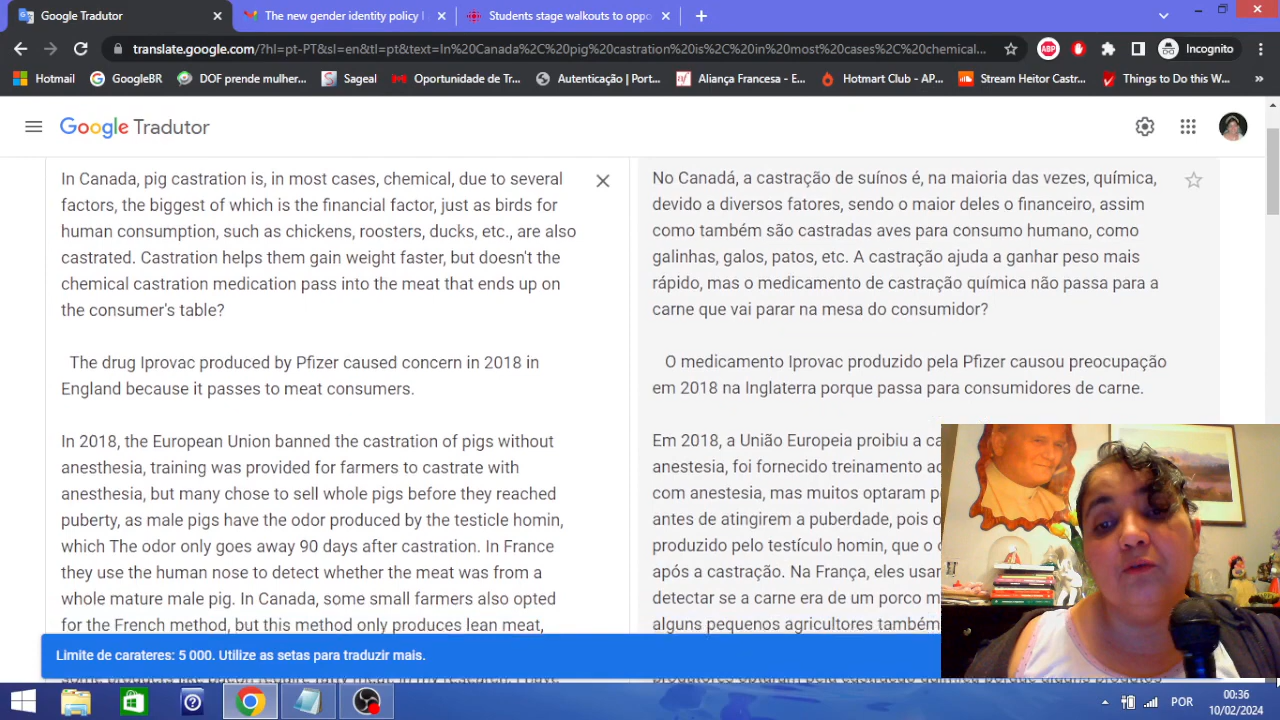 Google Tradutor
The new gender identity policy
Students stage walkouts to oppo
translate.google.com/?hl=pt-PT&sl=en&tl=pt&text=In%20Canada%2C%20pig%20castration%20is%2C%20in%20most%20cases%2C%20chemical...
ABP
Incognito
Hotmail
GoogleBR
DOF prende mulher...
Sageal
Oportunidade de Tr...
Autenticação | Port...
Aliança Francesa - E...
Hotmart Club - AP...
Stream Heitor Castr...
Things to Do this W...
»
Google Tradutor
In Canada, pig castration is, in most cases, chemical, due to several
factors, the biggest of which is the financial factor, just as birds for
human consumption, such as chickens, roosters, ducks, etc., are also
castrated. Castration helps them gain weight faster, but doesn't the
chemical castration medication pass into the meat that ends up on
the consumer's table?
The drug Iprovac produced by Pfizer caused concern in 2018 in
England because it passes to meat consumers.
In 2018, the European Union banned the castration of pigs without
anesthesia, training was provided for farmers to castrate with
anesthesia, but many chose to sell whole pigs before they reached
puberty, as male pigs have the odor produced by the testicle homin,
which The odor only goes away 90 days after castration. In France
they use the human nose to detect whether the meat was from a
whole mature male pig. In Canada, some small farmers also opted
for the French method, but this method only produces lean meat,
No Canadá, a castração de suínos é, na maioria das vezes, química,
devido a diversos fatores, sendo o maior deles o financeiro, assim
como também são castradas aves para consumo humano, como
galinhas, galos, patos, etc. A castração ajuda a ganhar peso mais
rápido, mas o medicamento de castração química não passa para a
carne que vai parar na mesa do consumidor?
O medicamento Iprovac produzido pela Pfizer causou preocupação
em 2018 na Inglaterra porque passa para consumidores de carne.
Em 2018, a União Europeia proibiu a ca
anestesia, foi fornecido treinamento ao
com anestesia, mas muitos optaram p
antes de atingirem a puberdade, pois o
produzido pelo testículo homin, que o o
após a castração. Na França, eles usar
detectar se a carne era de um porco m
alguns pequenos agricultores também
Limite de carateres: 5 000. Utilize as setas para traduzir mais.
POR
00:36
10/02/2024